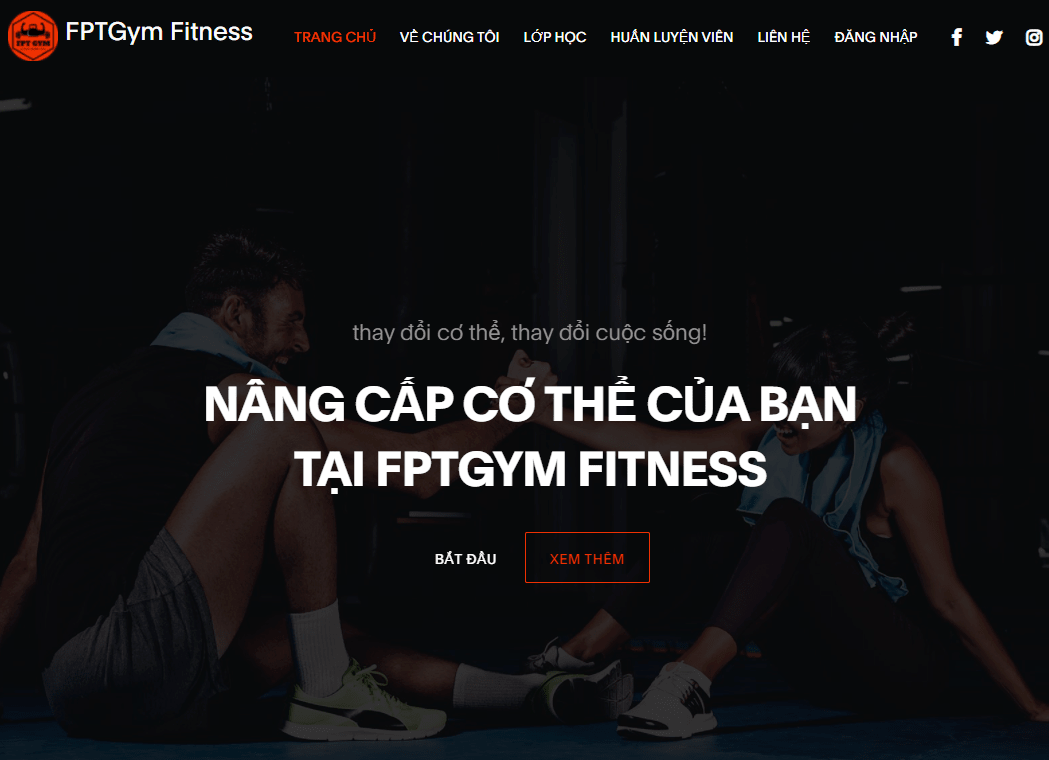 FPT GYM
FPTGym Fitness
TRANG CHỦ VỀ CHÚNG TÔI LỚP HỌC HUẤN LUYỆN VIÊN LIÊN HỆ ĐĂNG NHẬP
thay đổi cơ thể, thay đổi cuộc sống!
NÂNG CẤP CƠ THỂ CỦA BẠN
TẠI FPTGYM FITNESS
BẮT ĐẦU XEM THÊM